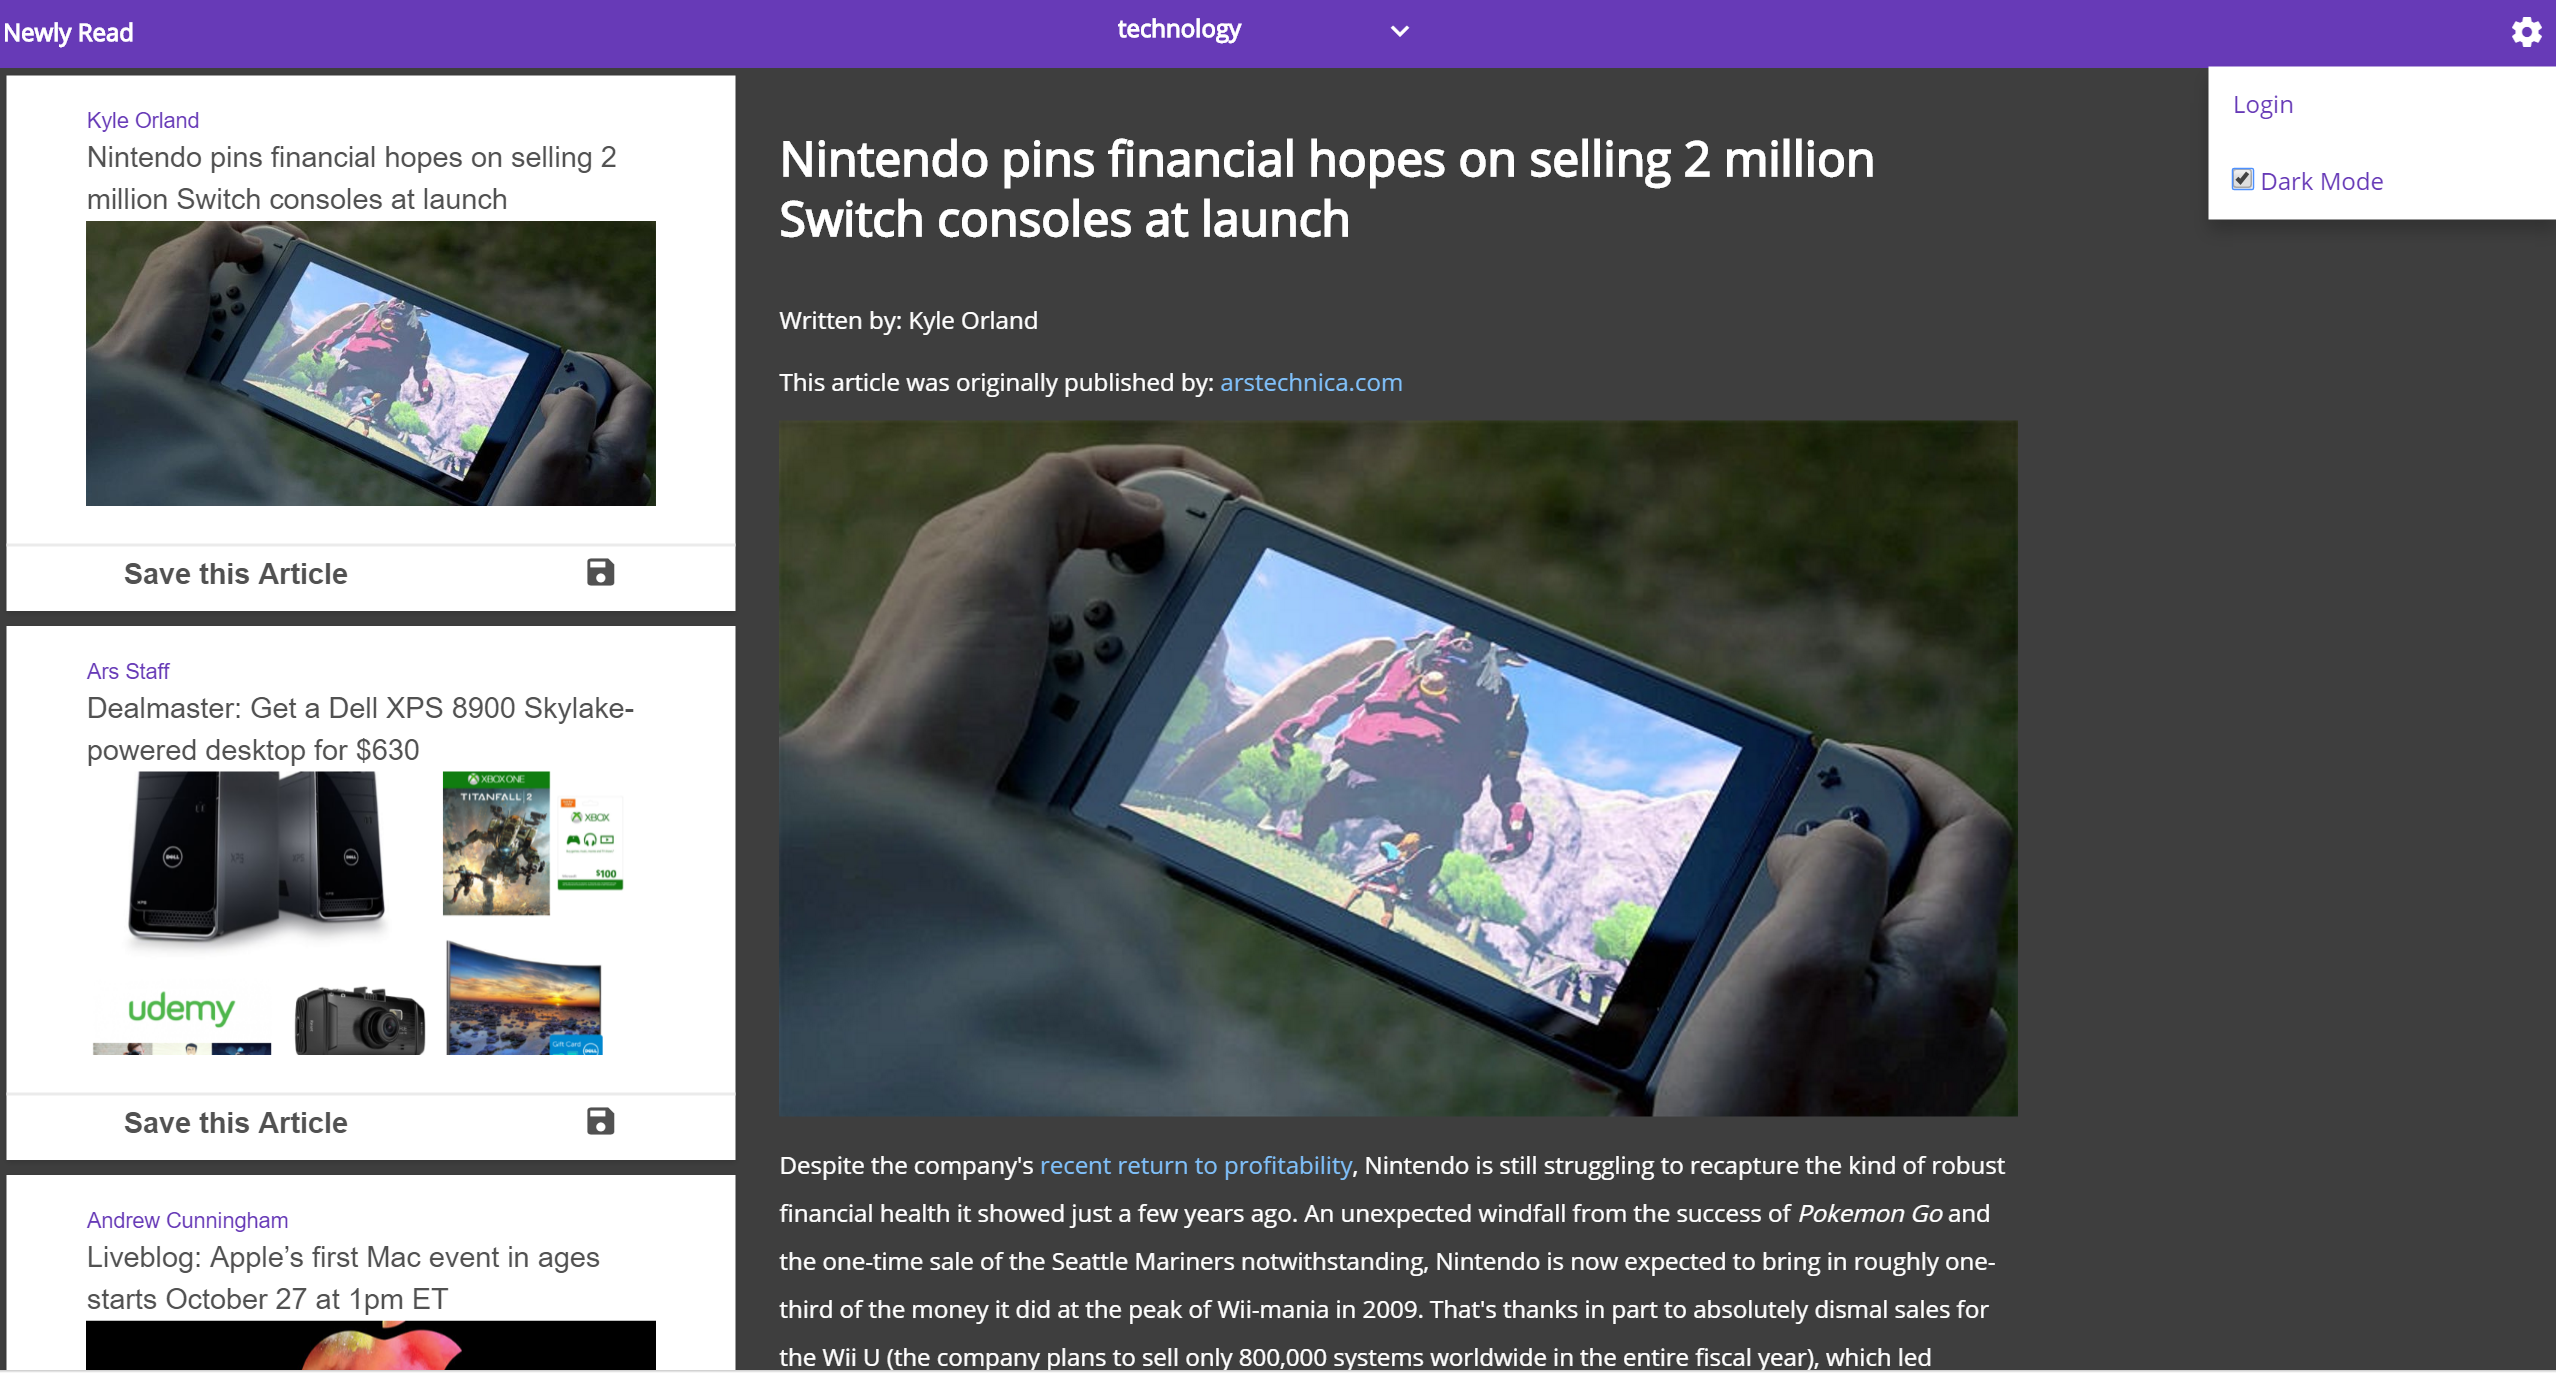 Newly Read
technology
Login
Dark Mode
Kyle Orland
Nintendo pins financial hopes on selling 2
million Switch consoles at launch
Save this Article
Ars Staff
Dealmaster: Get a Dell XPS 8900 Skylake-
powered desktop for $630
XBOX ONE
TITANFALL 2
XBOX
$100
DELL
DELL
XPS
udemy
Gift Card
DELL
Save this Article
Andrew Cunningham
Liveblog: Apple’s first Mac event in ages
starts October 27 at 1pm ET
Nintendo pins financial hopes on selling 2 million
Switch consoles at launch
Written by: Kyle Orland
This article was originally published by: arstechnica.com
Despite the company's recent return to profitability, Nintendo is still struggling to recapture the kind of robust
financial health it showed just a few years ago. An unexpected windfall from the success of Pokemon Go and
the one-time sale of the Seattle Mariners notwithstanding, Nintendo is now expected to bring in roughly one-
third of the money it did at the peak of Wii-mania in 2009. That's thanks in part to absolutely dismal sales for
the Wii U (the company plans to sell only 800,000 systems worldwide in the entire fiscal year), which led